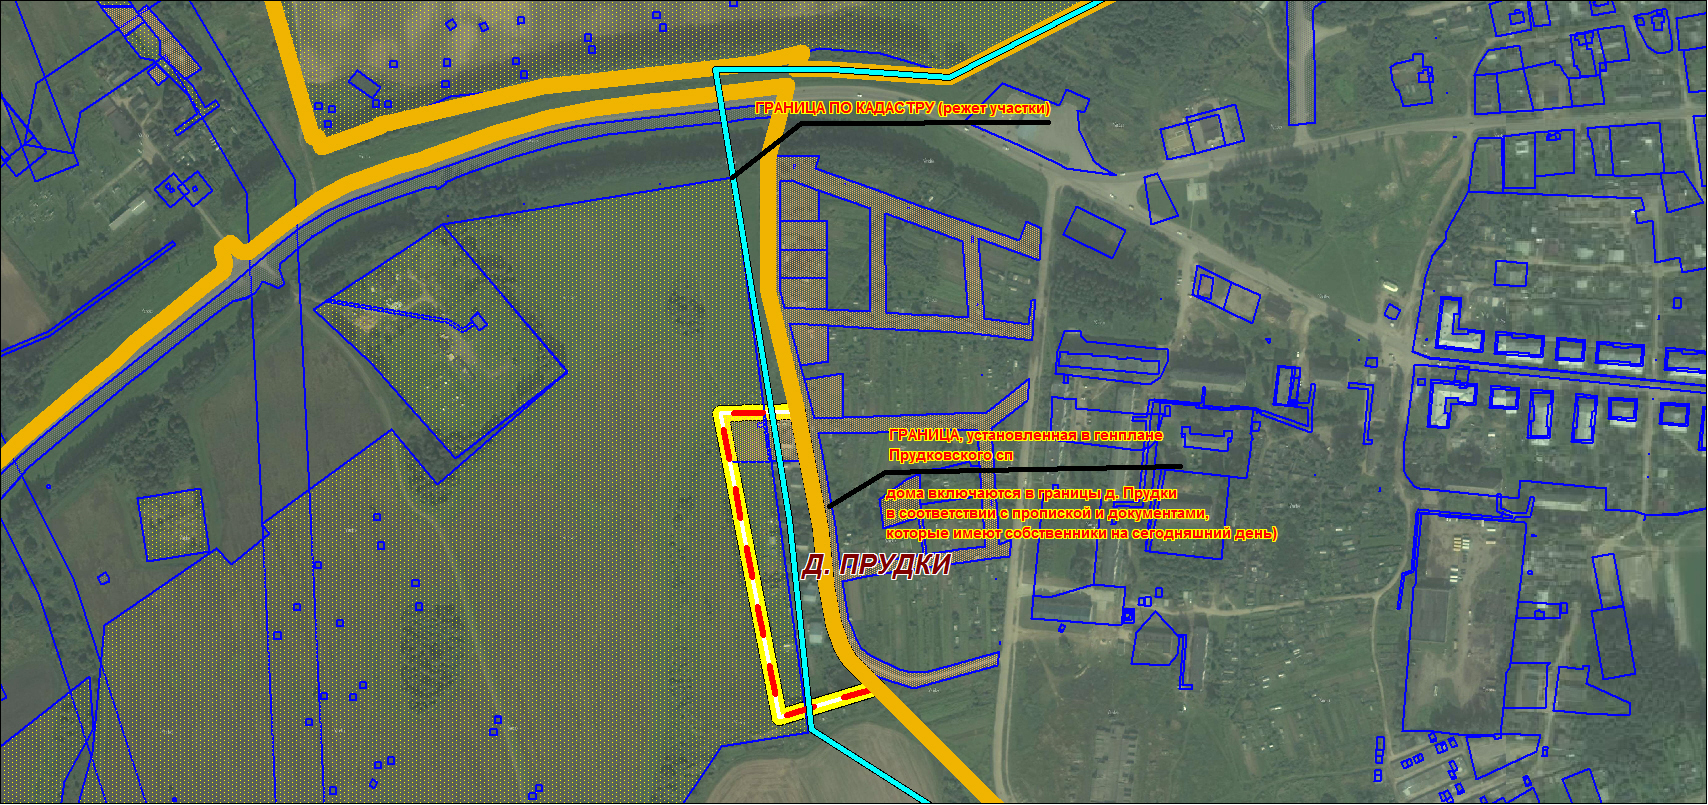 ГРАНИЦА ПО КАДАСТРУ (режет участки)
ГРАНИЦА, установленная в генплане
Прудковского сп
дома включаются в границы д. Прудки
в соответствии с пропиской и документами,
которые имеют собственники на сегодняшний день)
Д. ПРУДКИ